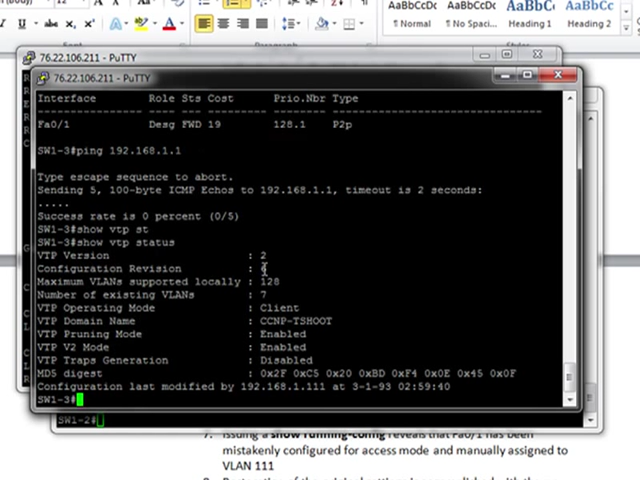 AaBbCcDc AaBbCcDc AaBbC AaBbCc
¶ Normal ¶ No Spaci... Heading 1 Heading 2
Font Paragraph Styles
76.22.106.211 - PuTTY
76.22.106.211 - PuTTY
Interface Role Sts Cost Prio.Nbr Type
Fa0/1 Desg FWD 19 128.1 P2p
SW1-3#ping 192.168.1.1
Type escape sequence to abort.
Sending 5, 100-byte ICMP Echos to 192.168.1.1, timeout is 2 seconds:
.....
Success rate is 0 percent (0/5)
SW1-3#show vtp st
SW1-3#show vtp status
VTP Version : 2
Configuration Revision :
Maximum VLANs supported locally : 128
Number of existing VLANs : 7
VTP Operating Mode : Client
VTP Domain Name : CCNP-TSHOOT
VTP Pruning Mode : Enabled
VTP V2 Mode : Enabled
VTP Traps Generation : Disabled
MD5 digest : 0x2F 0xC5 0x20 0xBD 0xF4 0x0E 0x45 0x0F
Configuration last modified by 192.168.1.111 at 3-1-93 02:59:40
SW1-3#
SW1-2#
7. Issuing a show running-config reveals that Fa0/1 has been
mistakenly configured for access mode and manually assigned to
VLAN 111